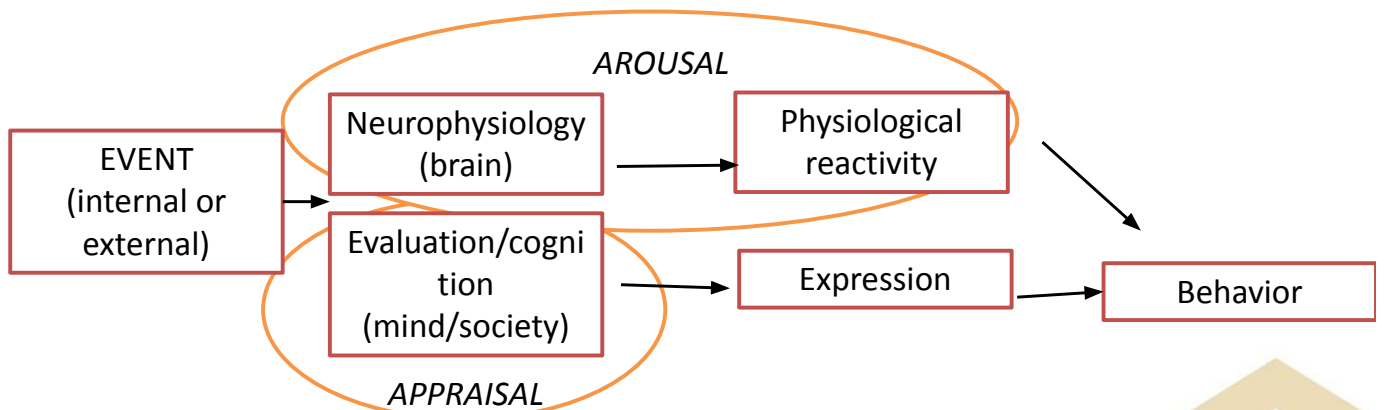 AROUSAL
EVENT
(internal or
external)
Neurophysiology
(brain)
Physiological
reactivity
Evaluation/cogni
tion
(mind/society)
Expression
Behavior
APPRAISAL